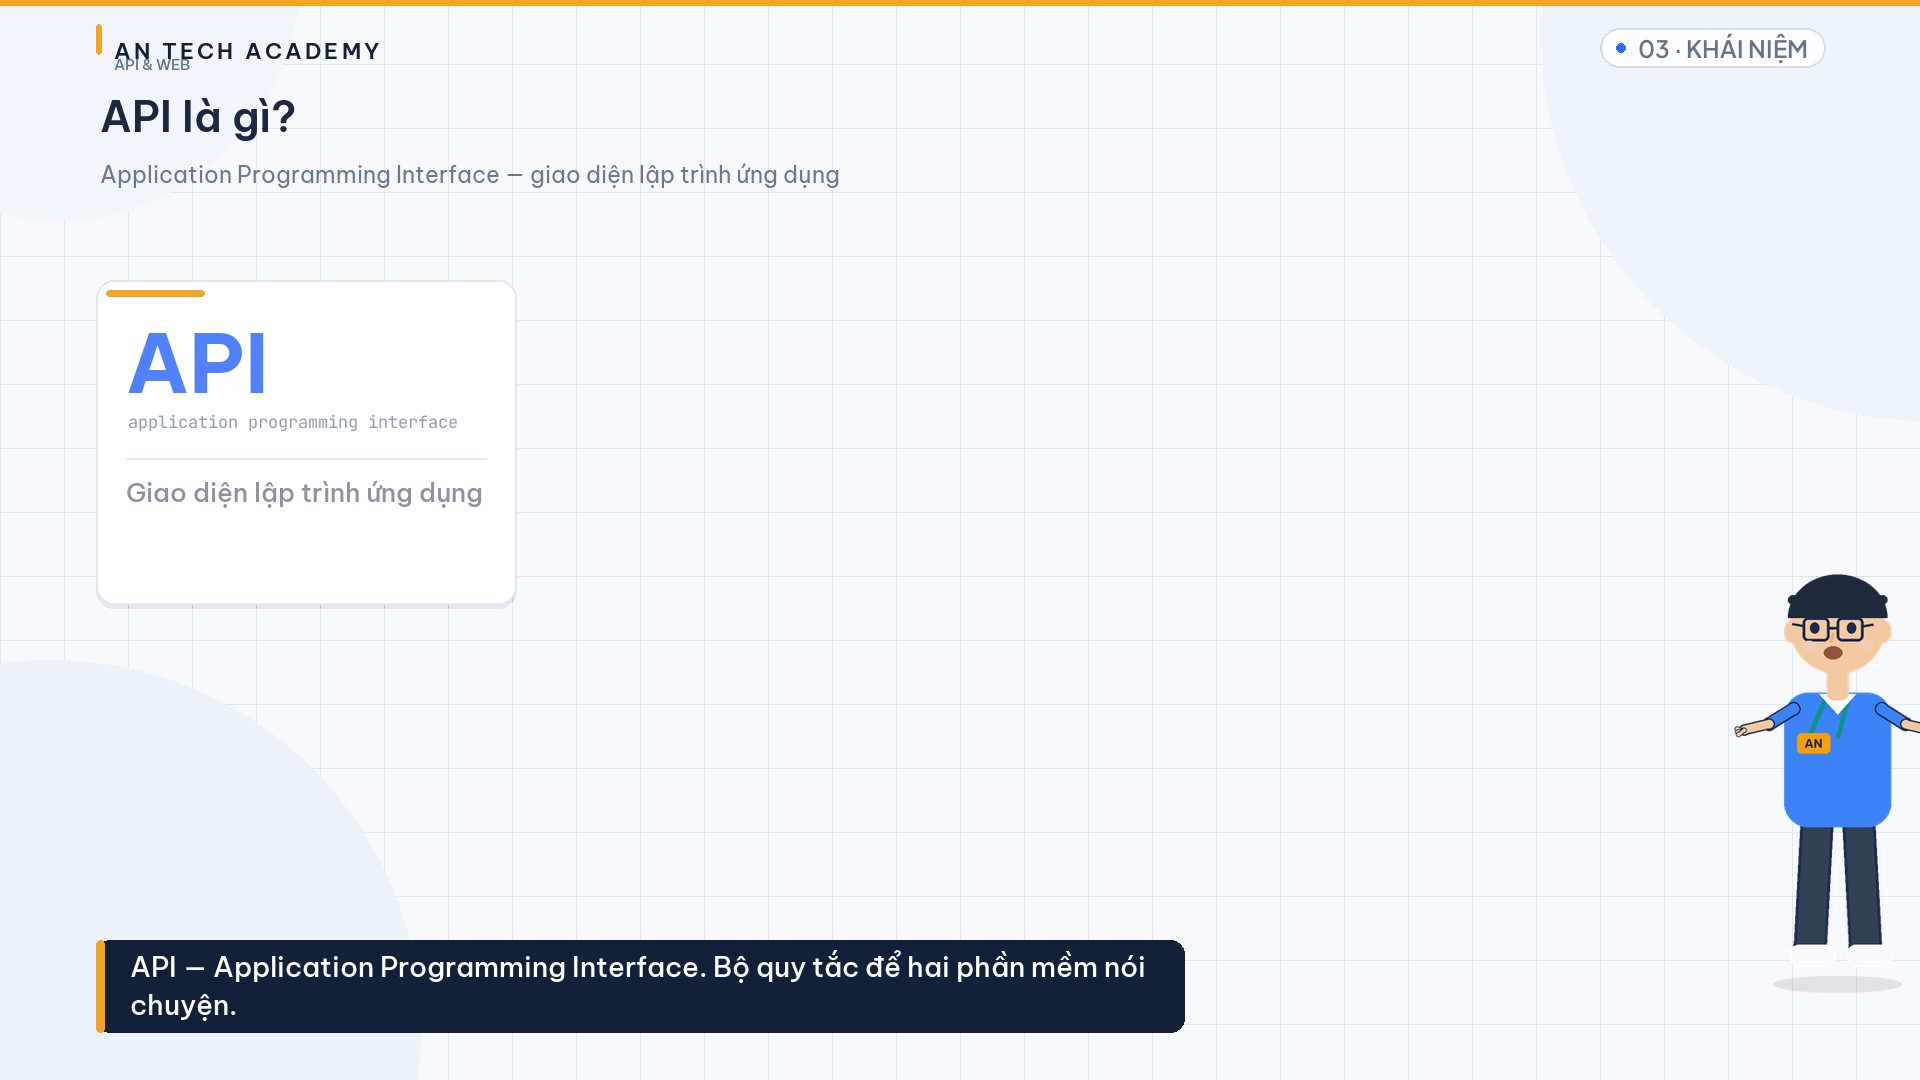 AN TECH ACADEMY
API & WEB
03 · KHÁI NIỆM
API là gì?
Application Programming Interface — giao diện lập trình ứng dụng
API
application programming interface
Giao diện lập trình ứng dụng
AN
API — Application Programming Interface. Bộ quy tắc để hai phần mềm nói
chuyện.